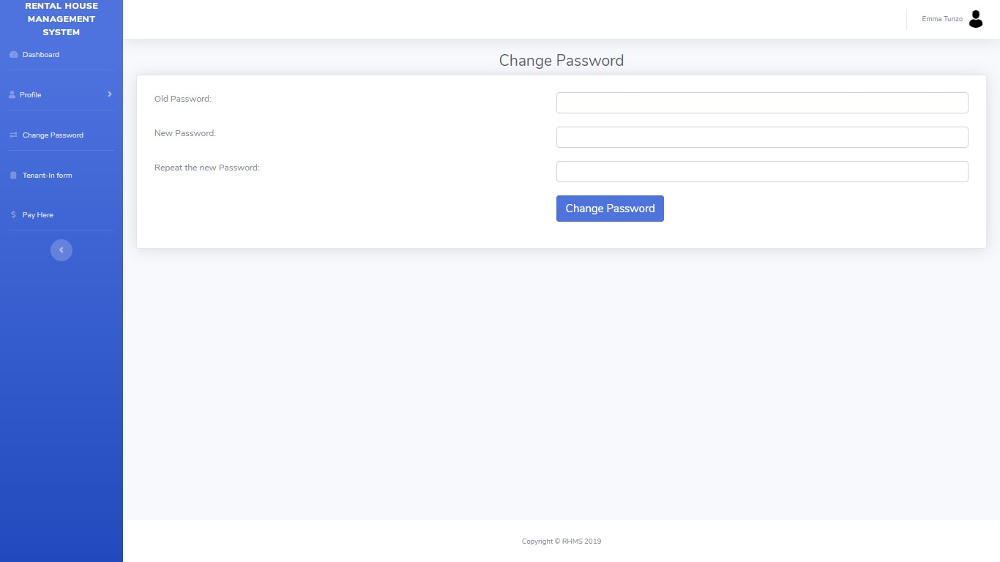 RENTAL HOUSE
MANAGEMENT
SYSTEM
Emma Tunzo
Dashboard
Profile
Change Password
Tenant-In form
Pay Here
Change Password
Old Password:
New Password:
Repeat the new Password:
Change Password
Copyright © RHMS 2019